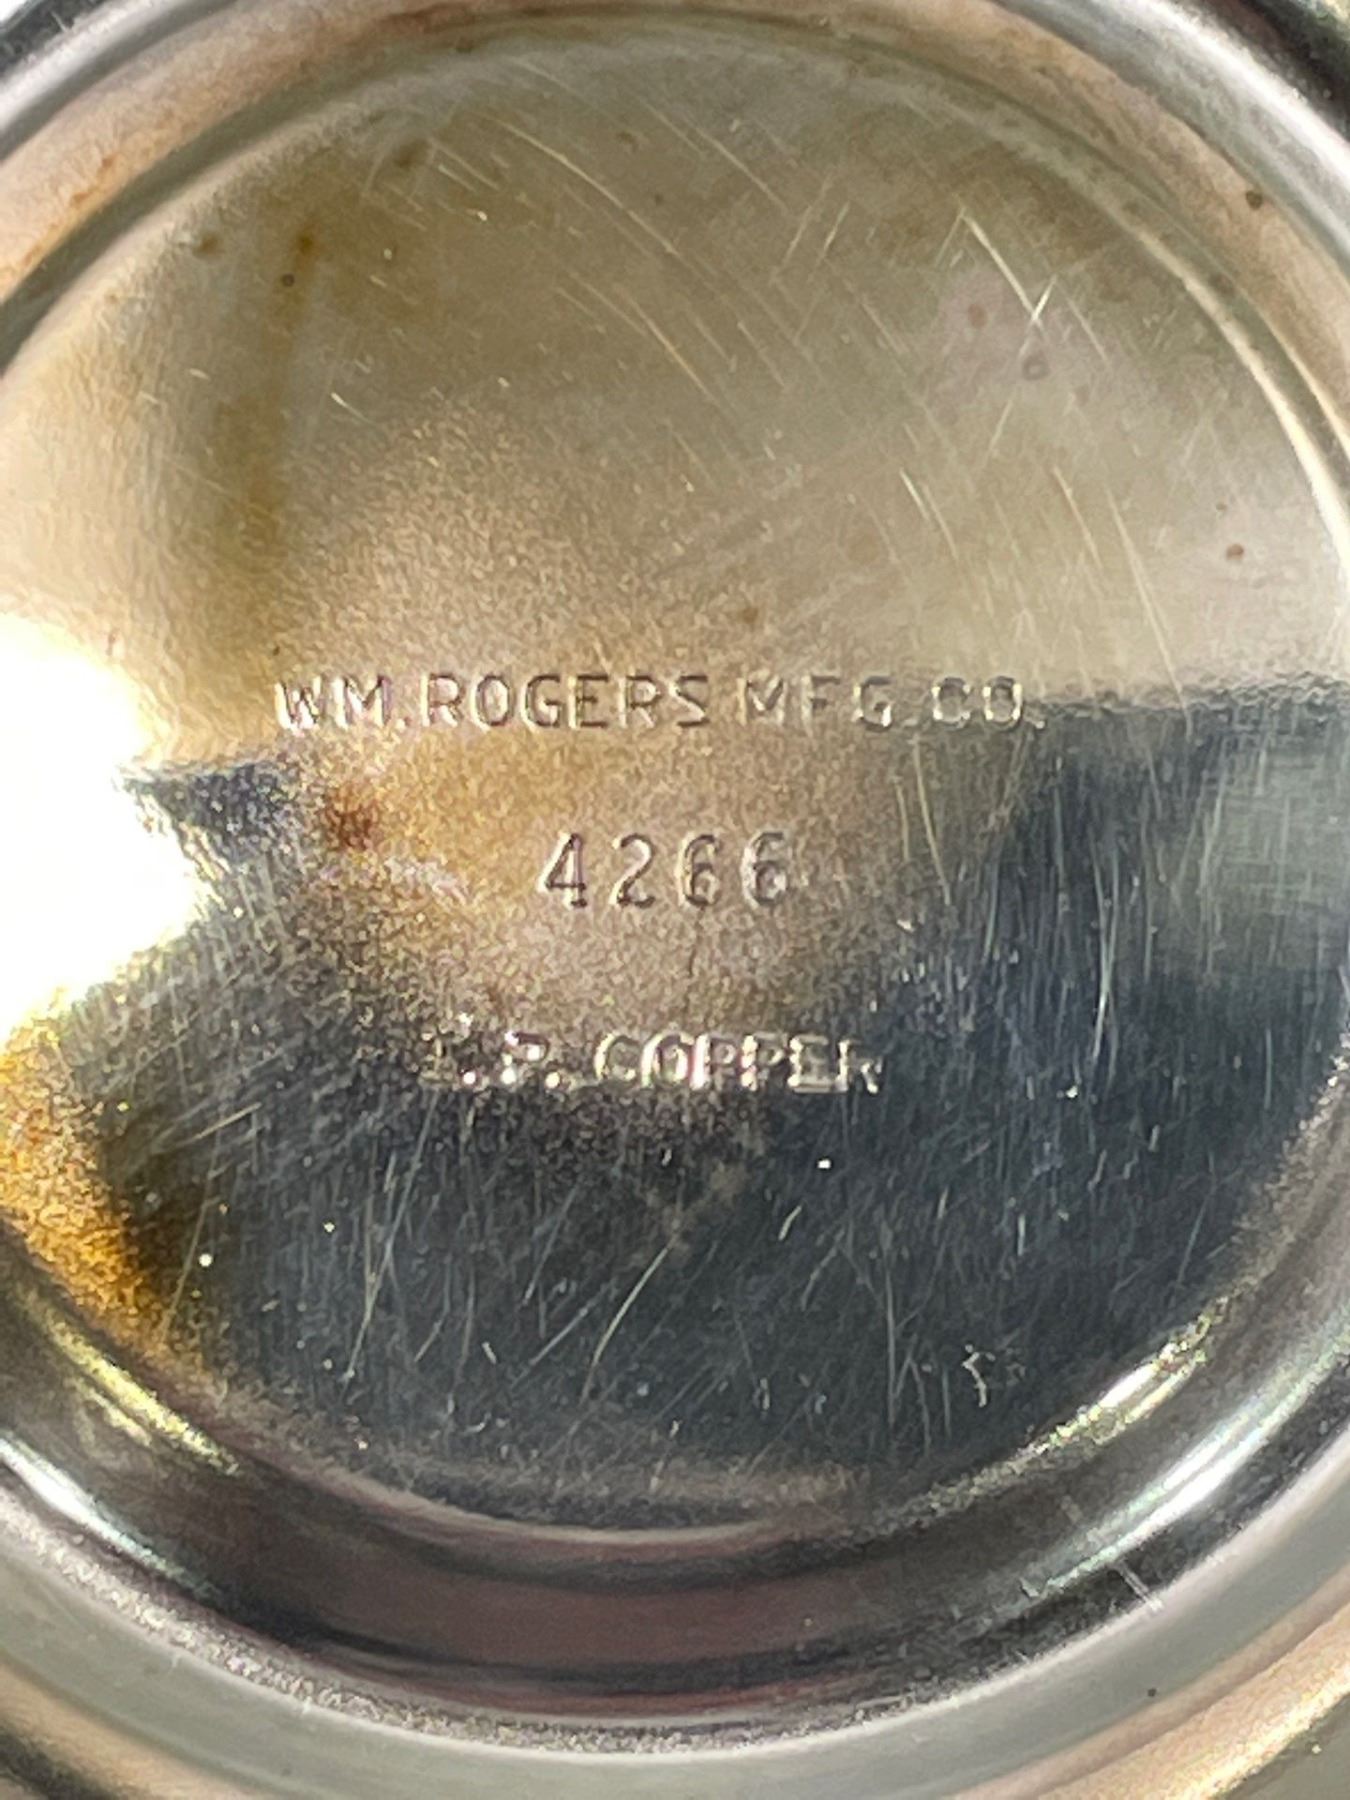 WM. ROGERS MFG. CO.
4266
E.P. COPPER